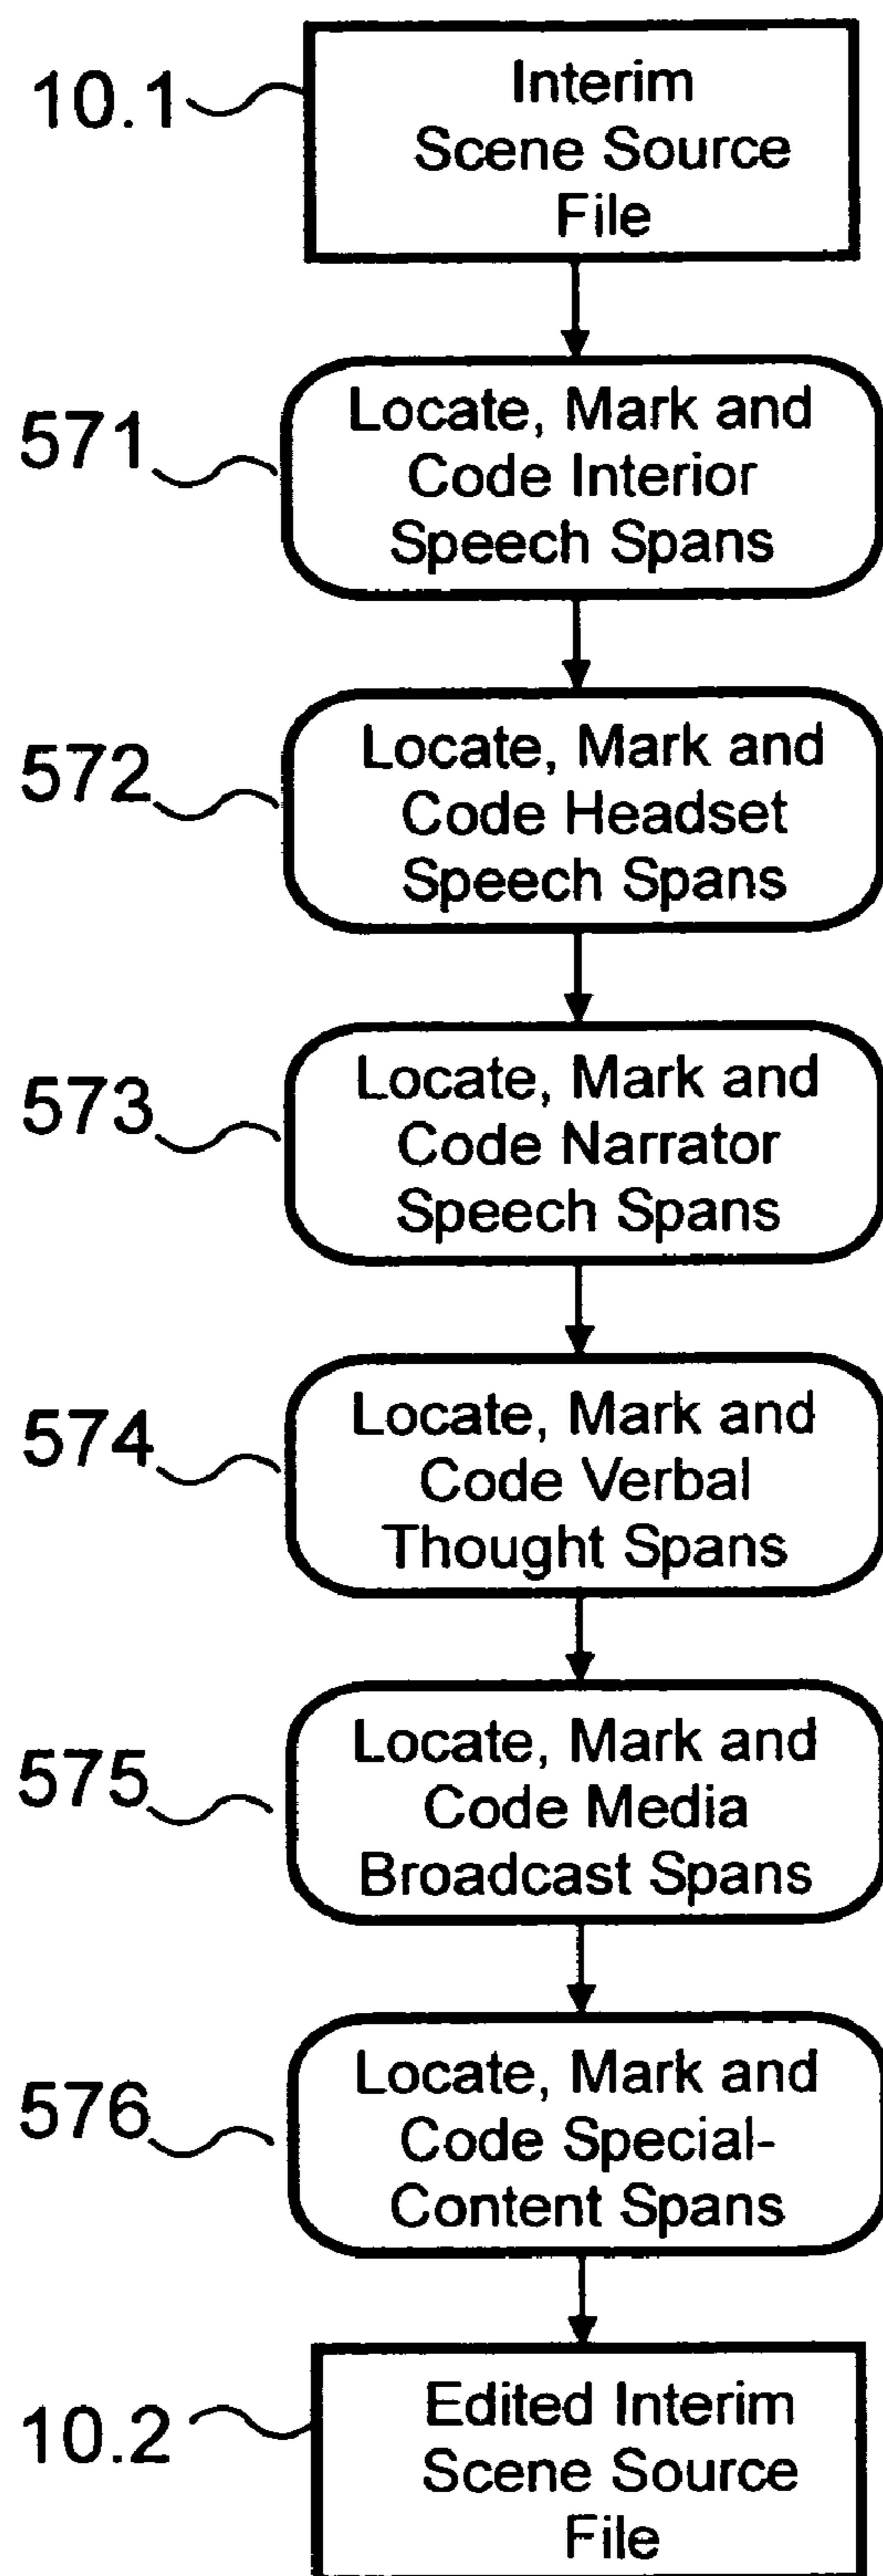 10.1
Interim
Scene Source
File
571
Locate, Mark and
Code Interior
Speech Spans
572
Locate, Mark and
Code Headset
Speech Spans
573
Locate, Mark and
Code Narrator
Speech Spans
574
Locate, Mark and
Code Verbal
Thought Spans
575
Locate, Mark and
Code Media
Broadcast Spans
576
Locate, Mark and
Code Special-
Content Spans
10.2
Edited Interim
Scene Source
File